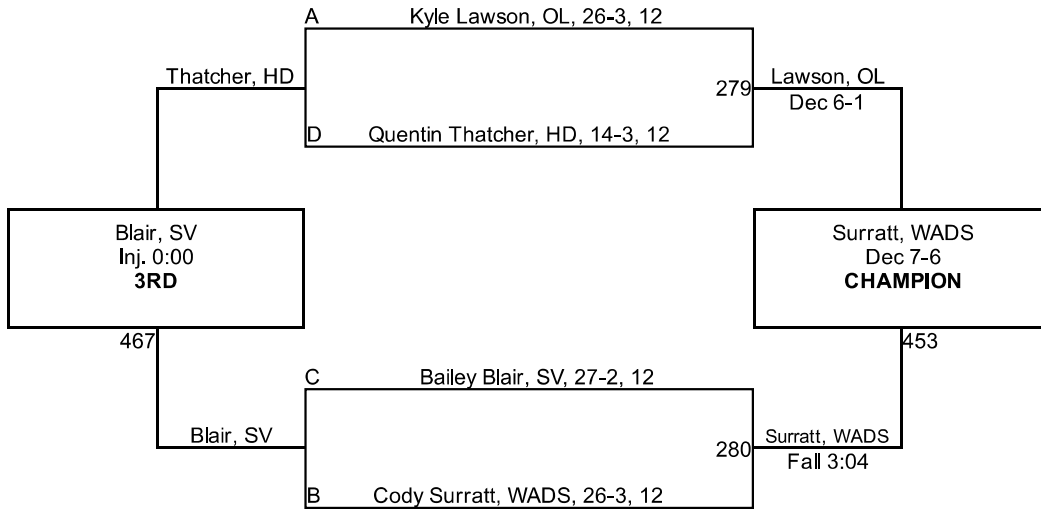 A Kyle Lawson, OL, 26-3, 12
Thatcher, HD
279
Lawson, OL
Dec 6-1
D Quentin Thatcher, HD, 14-3, 12
Blair, SV
Inj. 0:00
3RD
Surratt, WADS
Dec 7-6
CHAMPION
467
453
C Bailey Blair, SV, 27-2, 12
Blair, SV
280
Surratt, WADS
Fall 3:04
B Cody Surratt, WADS, 26-3, 12